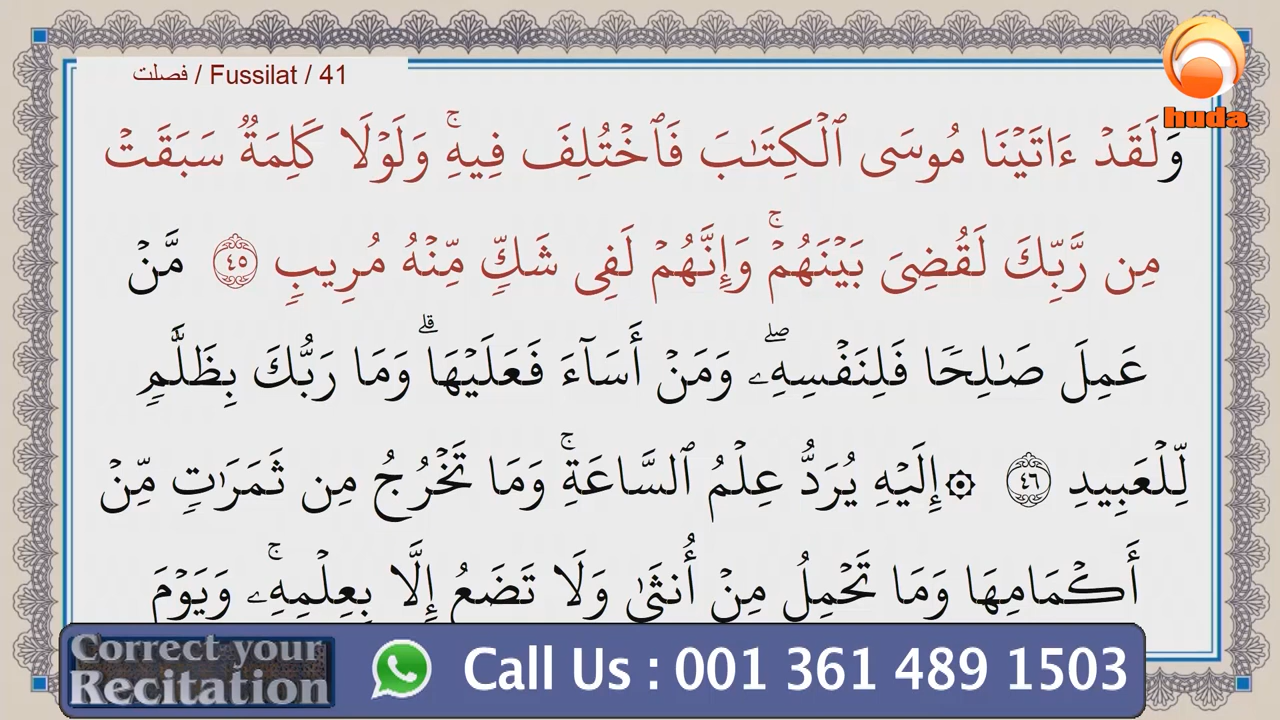 فصلت / Fussilat / 41
huda
وَلَقَدۡ ءَاتَيۡنَا مُوسَى ٱلۡكِتَٰبَ فَٱخۡتُلِفَ فِيهِۚ وَلَوۡلَا كَلِمَةٞ سَبَقَتۡ
مِن رَّبِّكَ لَقُضِيَ بَيۡنَهُمۡۚ وَإِنَّهُمۡ لَفِي شَكّٖ مِّنۡهُ مُرِيبٖ ٤٥ مَّنۡ
عَمِلَ صَٰلِحٗا فَلِنَفۡسِهِۦۖ وَمَنۡ أَسَآءَ فَعَلَيۡهَاۗ وَمَا رَبُّكَ بِظَلَّٰمٖ
لِّلۡعَبِيدِ ٤٦ ۞إِلَيۡهِ يُرَدُّ عِلۡمُ ٱلسَّاعَةِۚ وَمَا تَخۡرُجُ مِن ثَمَرَٰتٖ مِّنۡ
أَكۡمَامِهَا وَمَا تَحۡمِلُ مِنۡ أُنثَىٰ وَلَا تَضَعُ إِلَّا بِعِلۡمِهِۦۚ وَيَوۡمَ
Correct your
Recitation
Call Us : 001 361 489 1503